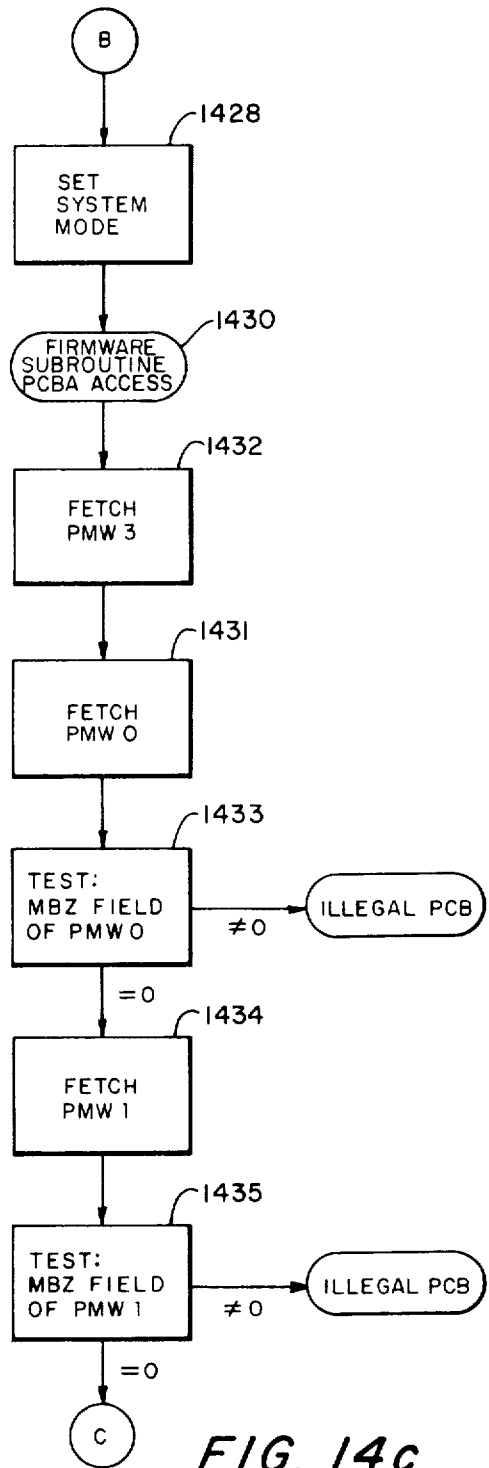 B
1428
SET
SYSTEM
MODE
1430
FIRMWARE
SUBROUTINE
PCBA ACCESS
1432
FETCH
PMW 3
1431
FETCH
PMW 0
1433
TEST:
MBZ FIELD
OF PMW 0
≠0
ILLEGAL PCB
=0
1434
FETCH
PMW 1
1435
TEST:
MBZ FIELD
OF PMW 1
≠0
ILLEGAL PCB
=0
C
FIG. 14c